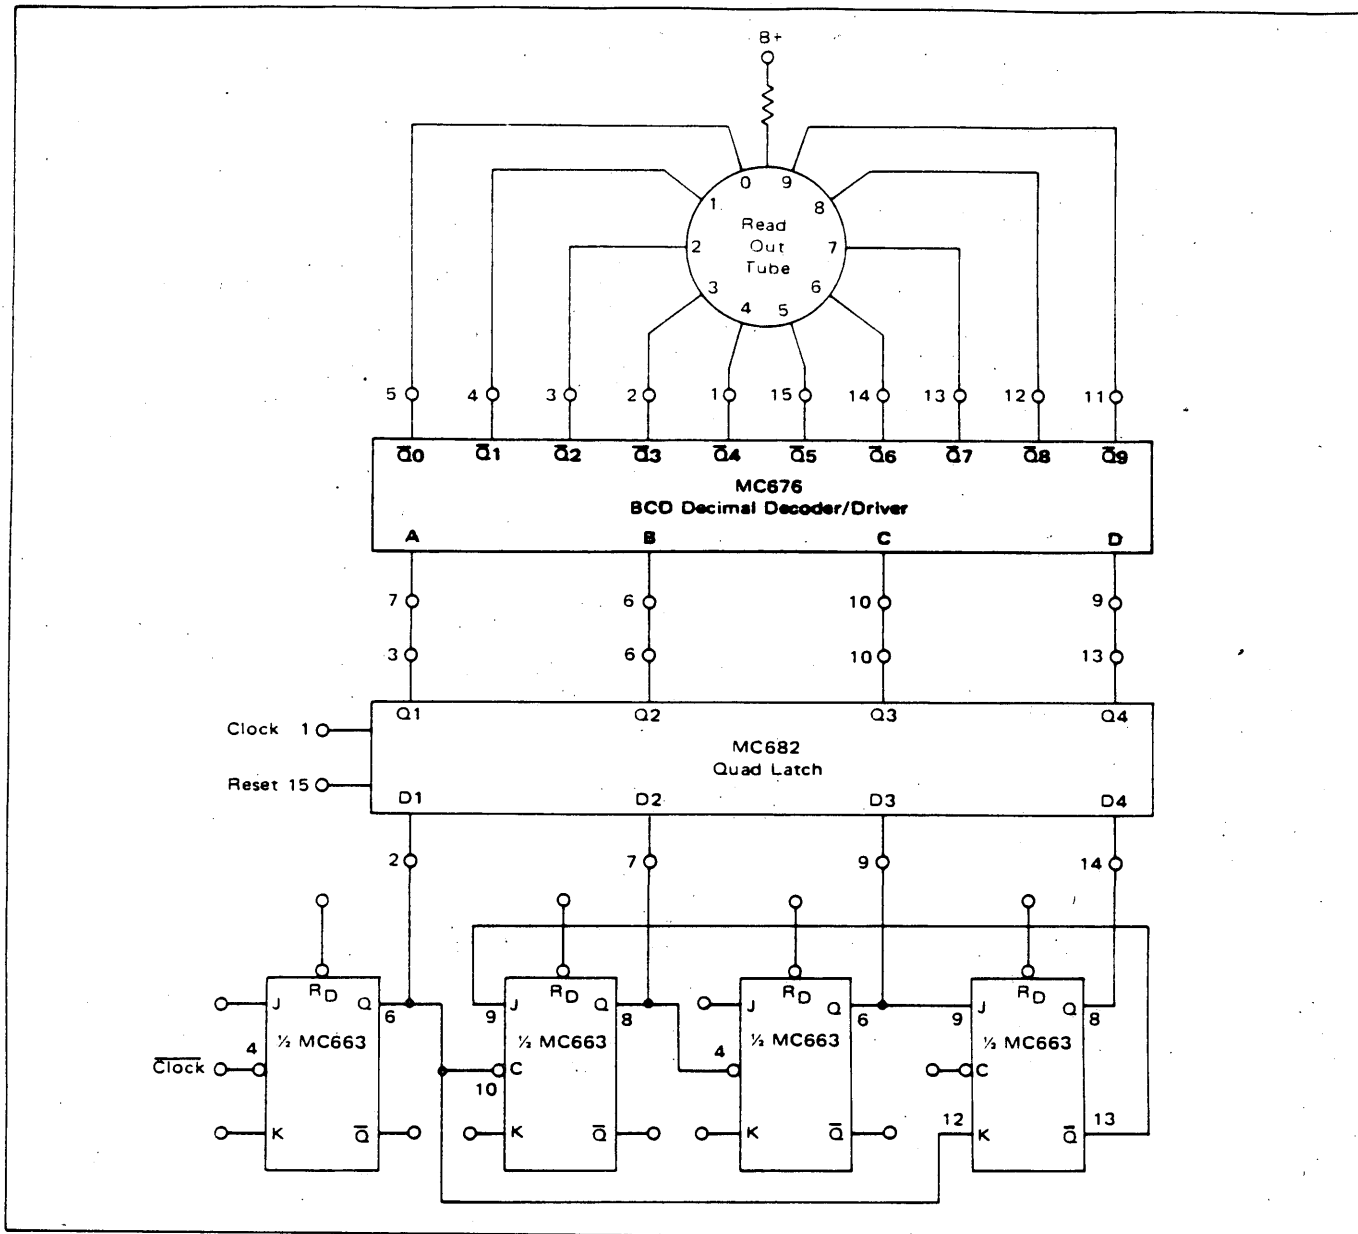 B+
0 9
1 8
2 Read Out Tube 7
3 6
4 5
5 4 3 2 1 15 14 13 12 11
Q̅0 Q̅1 Q̅2 Q̅3 Q̅4 Q̅5 Q̅6 Q̅7 Q̅8 Q̅9
MC676
BCD Decimal Decoder/Driver
A B C D
7 6 10 9
3 6 10 13
Q1 Q2 Q3 Q4
Clock 1
MC682
Quad Latch
Reset 15
D1 D2 D3 D4
2 7 9 14
RD RD RD RD
J Q J Q J Q J Q
6 9 8 6 9 8
½ MC663 ½ MC663 ½ MC663 ½ MC663
C̅l̅o̅c̅k̅ 4 C 4 C
10
12 13
K Q̅ K Q̅ K Q̅ K Q̅